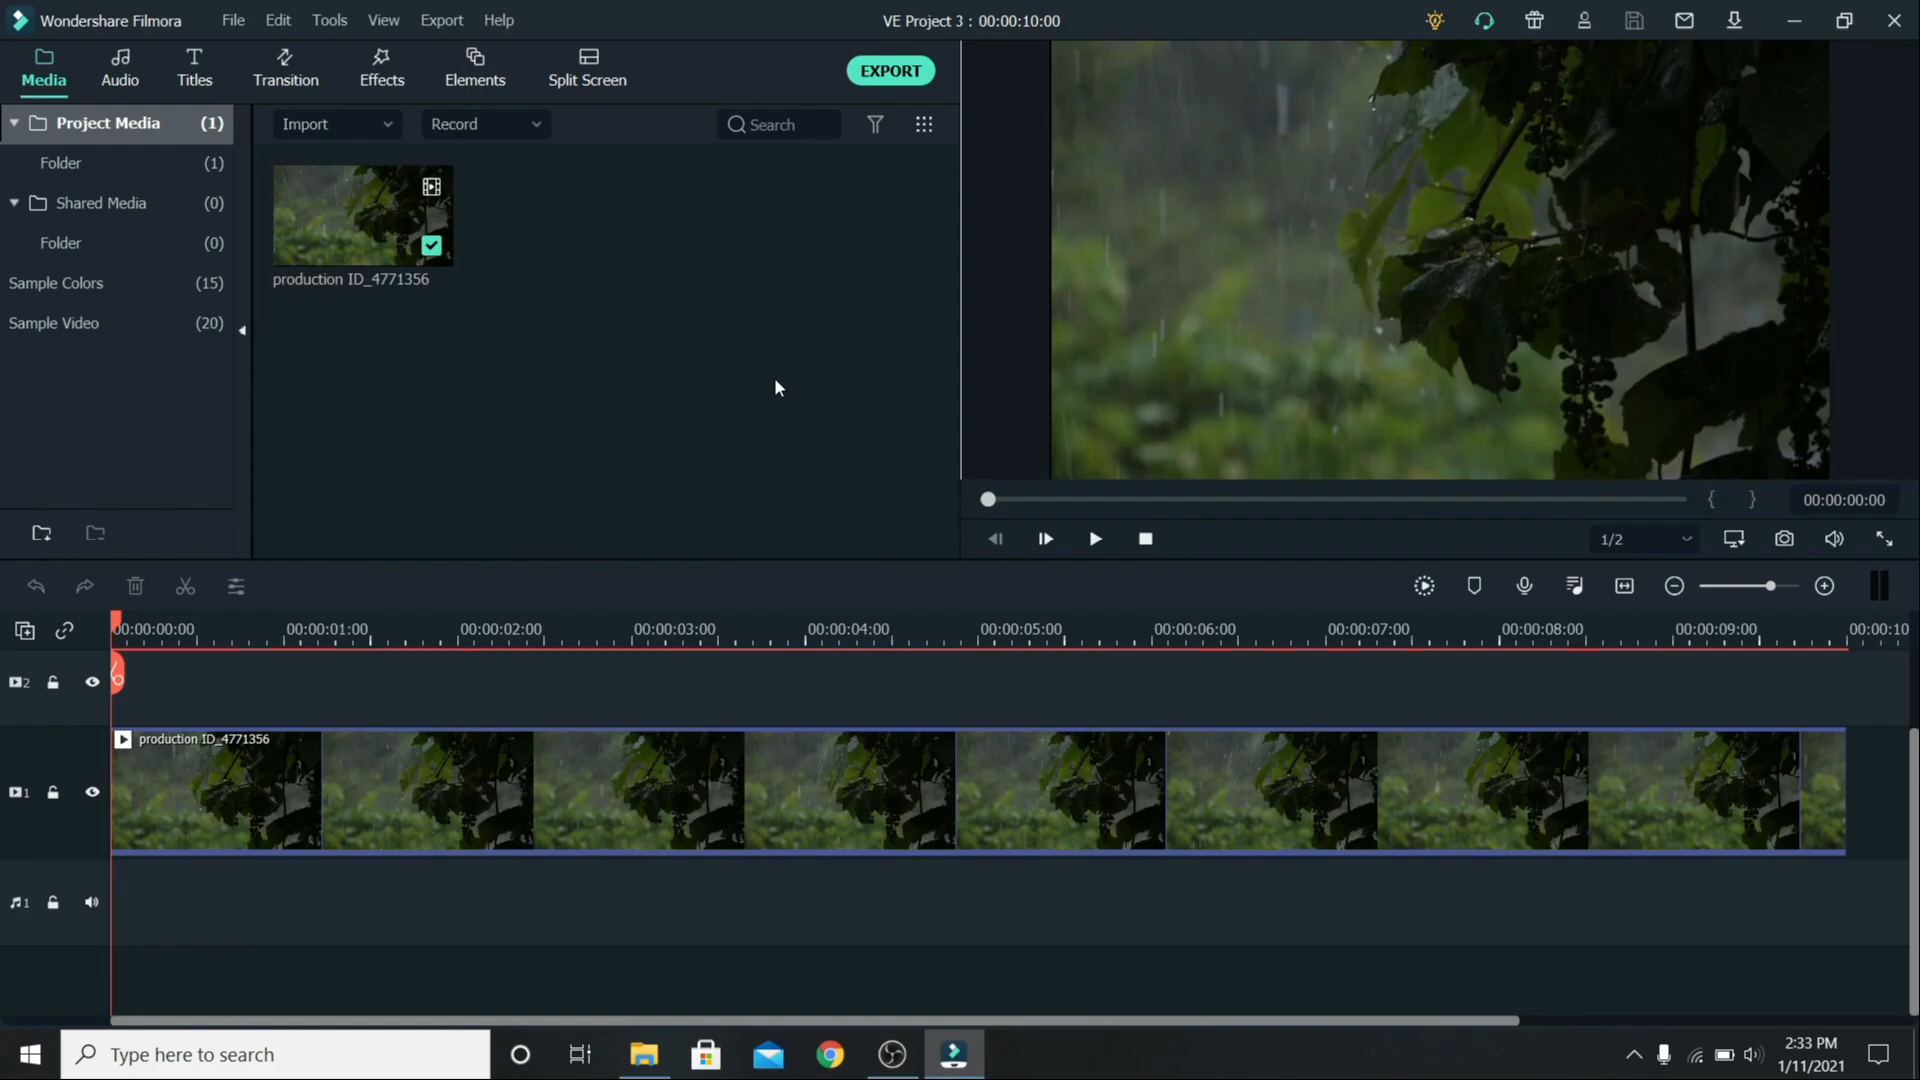 Wondershare Filmora File Edit Tools View Export Help VE Project 3 : 00:00:10:00
Media Audio Titles Transition Effects Elements Split Screen EXPORT
Project Media (1)
Folder (1)
Shared Media (0)
Folder (0)
Sample Colors (15)
Sample Video (20)
Import Record Search
production ID_4771356
00:00:00:00
1/2
00:00:00:00 00:00:01:00 00:00:02:00 00:00:03:00 00:00:04:00 00:00:05:00 00:00:06:00 00:00:07:00 00:00:08:00 00:00:09:00 00:00:10
2
production ID_4771356
1
1
Type here to search
2:33 PM
1/11/2021